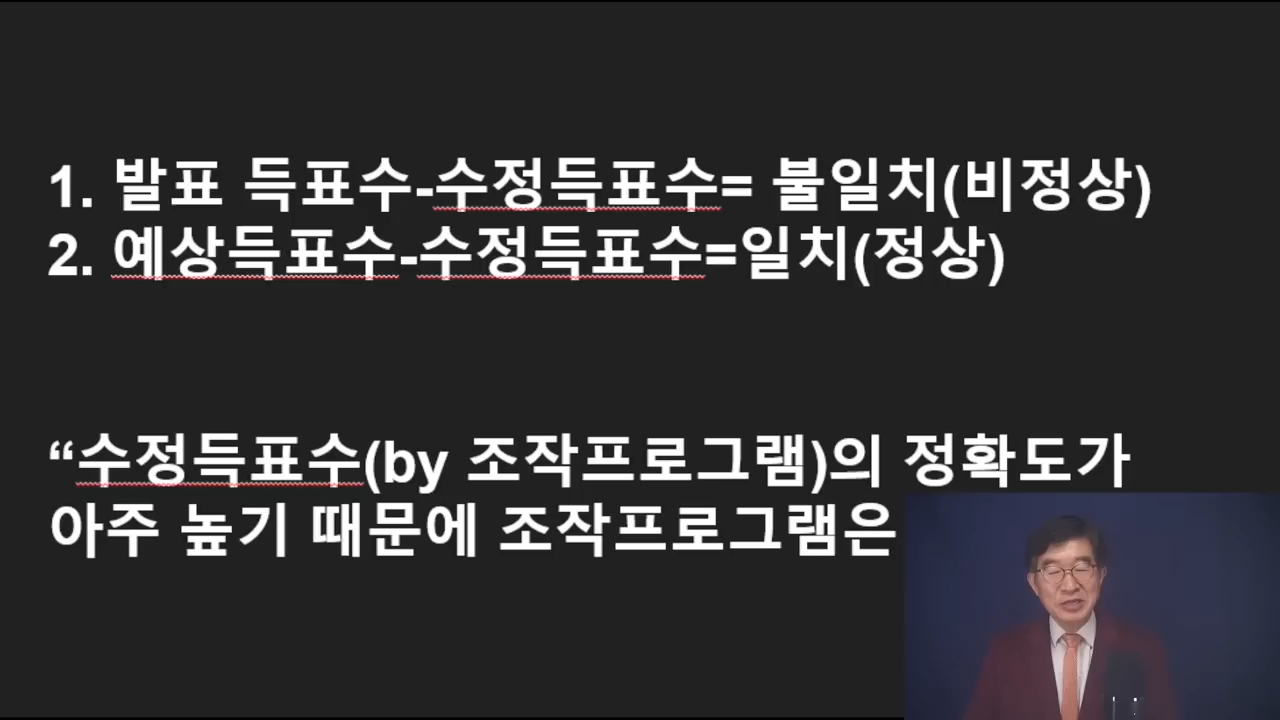 1. 발표 득표수-수정득표수= 불일치(비정상)
2. 예상득표수-수정득표수=일치(정상)
“수정득표수(by 조작프로그램)의 정확도가
아주 높기 때문에 조작프로그램은